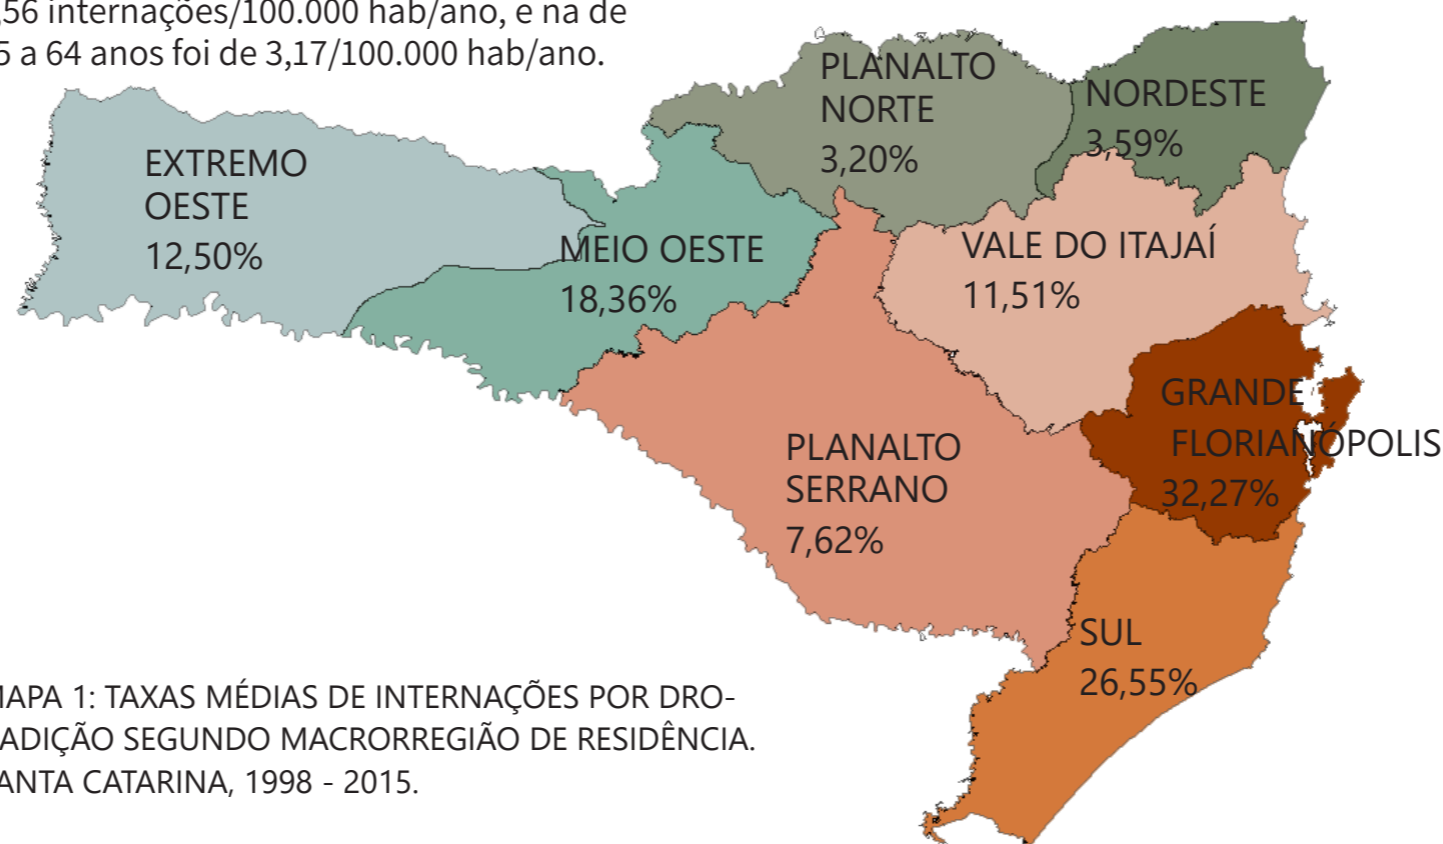 ,56 internações/100.000 hab/ano, e na de
5 a 64 anos foi de 3,17/100.000 hab/ano.
PLANALTO
NORTE
3,20%
NORDESTE
3,59%
EXTREMO
OESTE
12,50%
MEIO OESTE
18,36%
VALE DO ITAJAÍ
11,51%
GRANDE
FLORIANÓPOLIS
32,27%
PLANALTO
SERRANO
7,62%
SUL
26,55%
MAPA 1: TAXAS MÉDIAS DE INTERNAÇÕES POR DRO-
ADIÇÃO SEGUNDO MACRORREGIÃO DE RESIDÊNCIA.
ANTA CATARINA, 1998 - 2015.